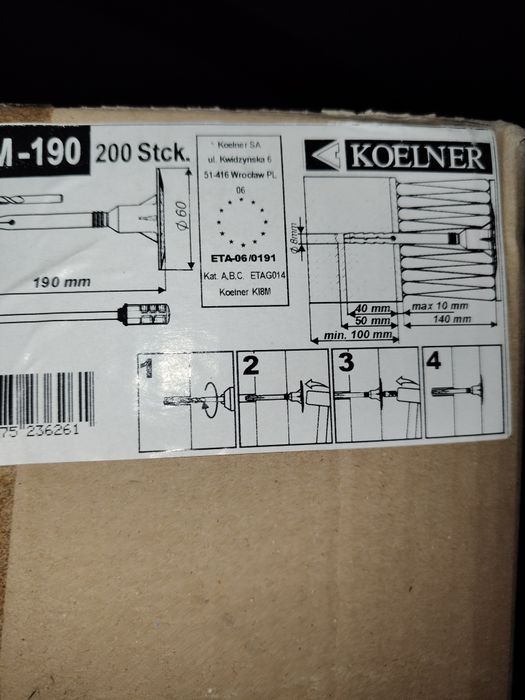 M-190 200 Stck.
Koelner SA
ul. Kwidzyńska 6
51-416 Wrocław PL
06
ETA-06/0191
Kat. A,B,C. ETAG014
Koelner KI8M
KOELNER
Ø 60
190 mm
Ø 8mm
40 mm
max 10 mm
50 mm
140 mm
min. 100 mm
1
2
3
4
75 236261